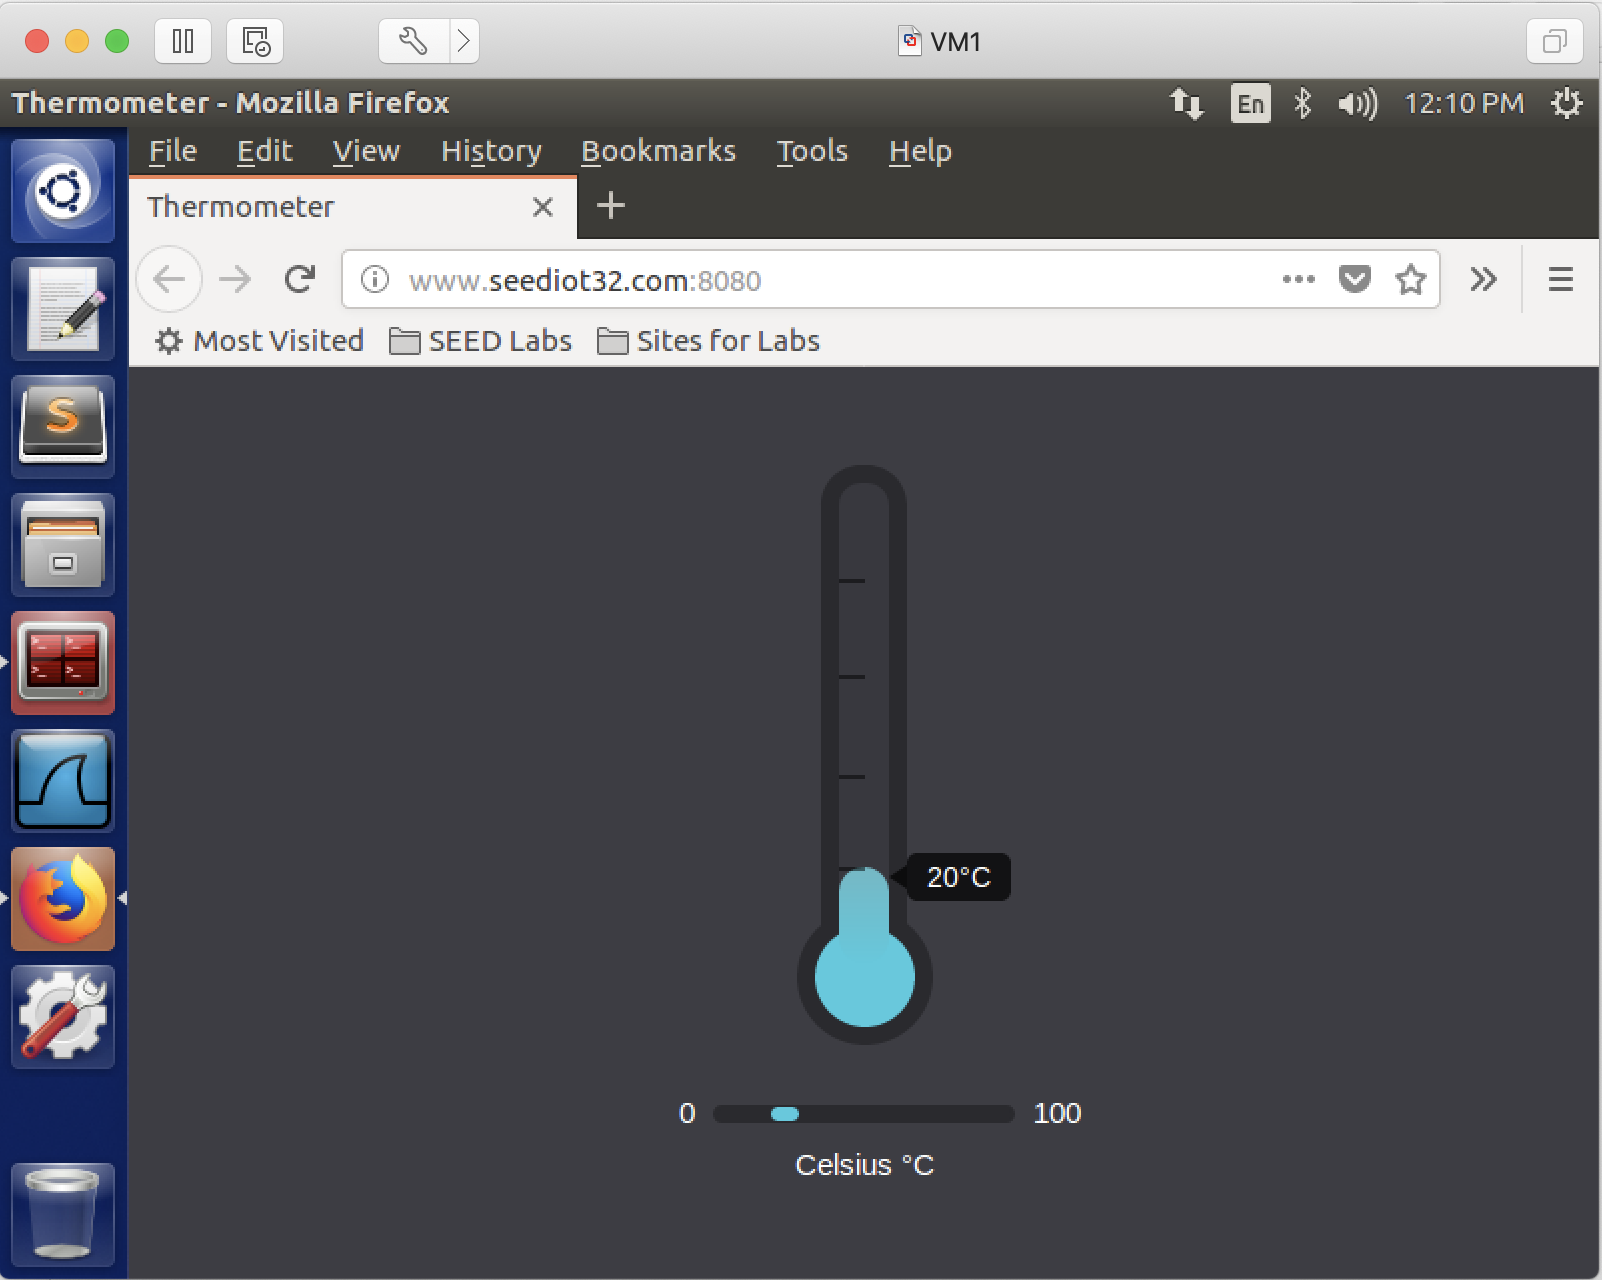 VM1
Thermometer - Mozilla Firefox
En
12:10 PM
File Edit View History Bookmarks Tools Help
Thermometer
www.seediot32.com:8080
Most Visited SEED Labs Sites for Labs
S
20°C
0
100
Celsius °C